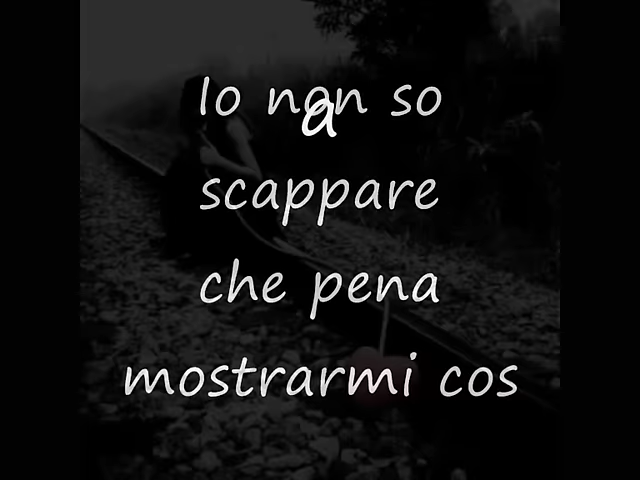 Io non so
a
scappare
che pena
mostrarmi cos